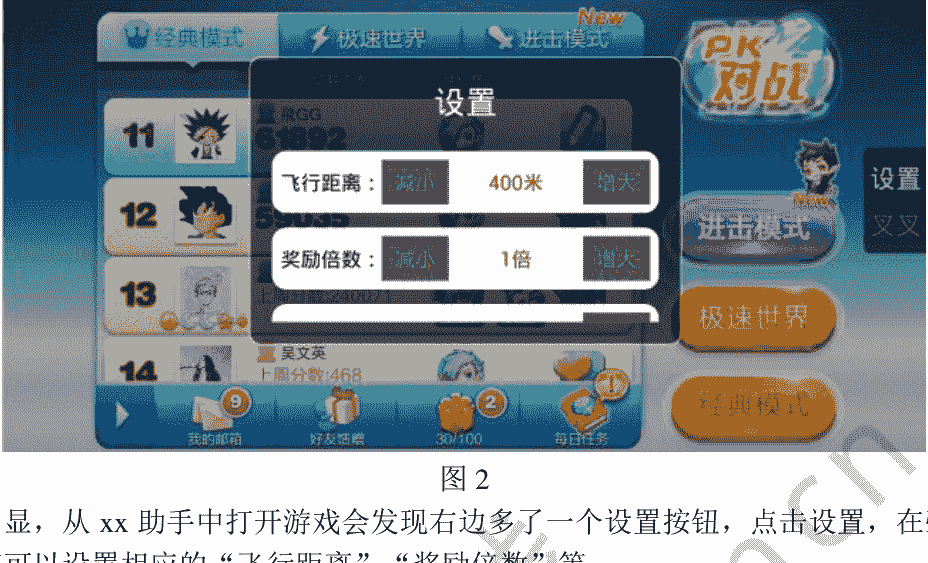 New
经典模式 极速世界 进击模式
PK
对战
设置
11
61892
飞行距离： 减小 400米 增大
设置
叉叉
12
进击模式
奖励倍数： 减小 1倍 增大
13
极速世界
14 吴文英
上周分数:468
经典模式
9 2
我的邮箱 好友馈赠 30/100 每日任务
图 2
显，从 xx 助手中打开游戏会发现右边多了一个设置按钮，点击设置，在
可以设置相应的“飞行距离”“奖励倍数”等